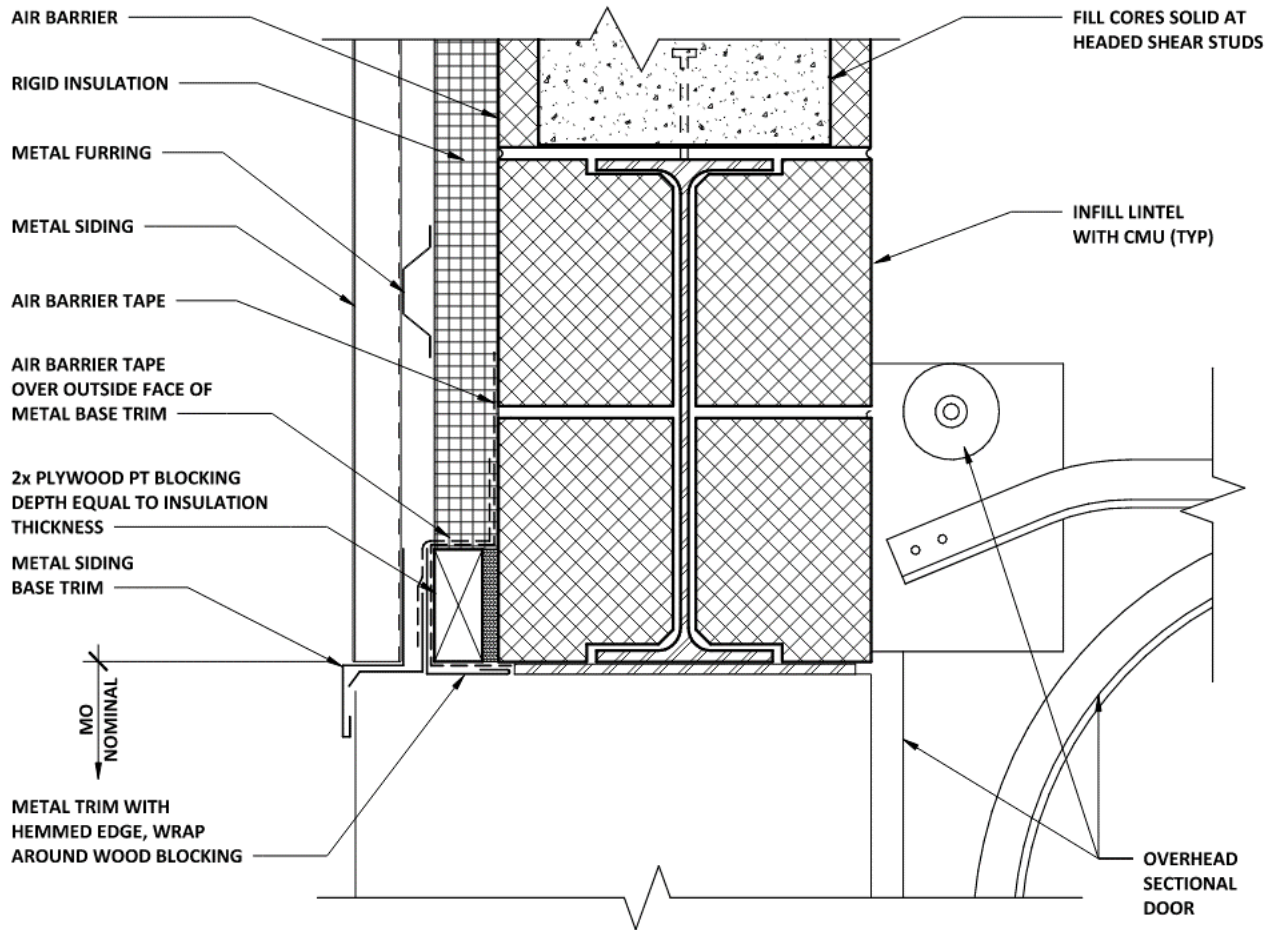 AIR BARRIER
RIGID INSULATION
METAL FURRING
METAL SIDING
AIR BARRIER TAPE
AIR BARRIER TAPE
OVER OUTSIDE FACE OF
METAL BASE TRIM
2x PLYWOOD PT BLOCKING
DEPTH EQUAL TO INSULATION
THICKNESS
METAL SIDING
BASE TRIM
MO
NOMINAL
METAL TRIM WITH
HEMMED EDGE, WRAP
AROUND WOOD BLOCKING
FILL CORES SOLID AT
HEADED SHEAR STUDS
INFILL LINTEL
WITH CMU (TYP)
OVERHEAD
SECTIONAL
DOOR